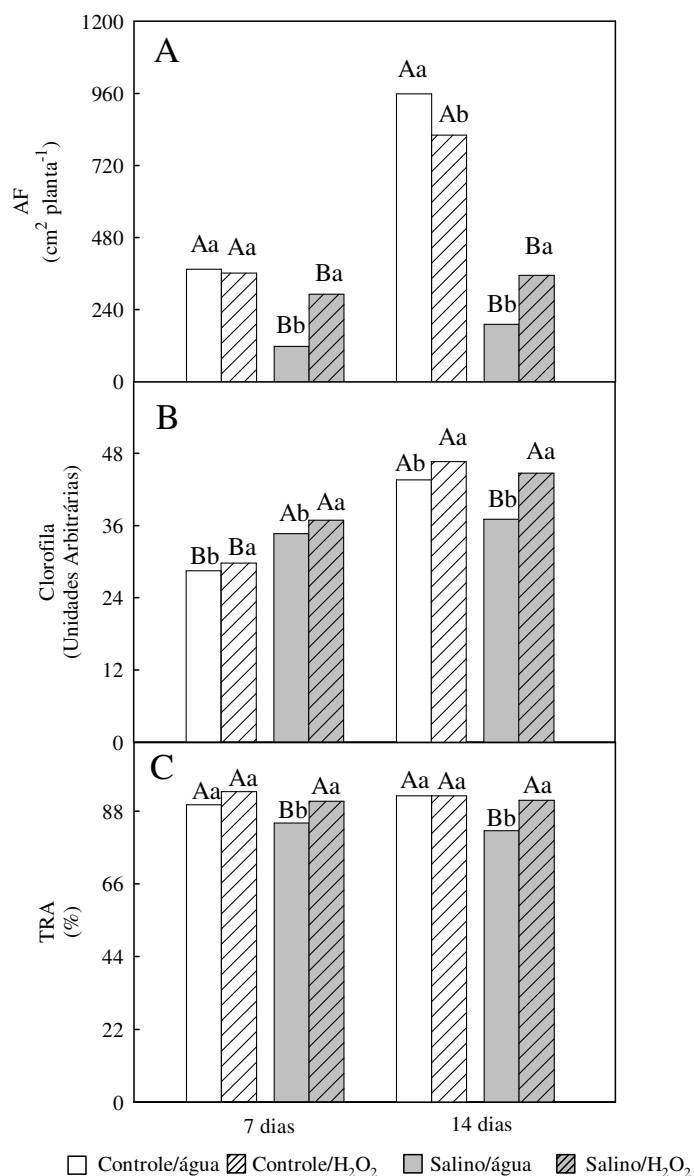 1200
A
Aa
960
Ab
720
AF
(cm² planta⁻¹)
480
Aa Aa
Ba
Ba
240
Bb
Bb
0
B
48
Aa
Ab
Aa
Clorofila
(Unidades Arbitrárias)
36
Ab Aa
Bb
Bb Ba
24
12
0
C
Aa Aa Bb Aa
Aa Aa Bb Aa
88
66
TRA
(%)
44
22
0
7 dias 14 dias
Controle/água Controle/H₂O₂ Salino/água Salino/H₂O₂